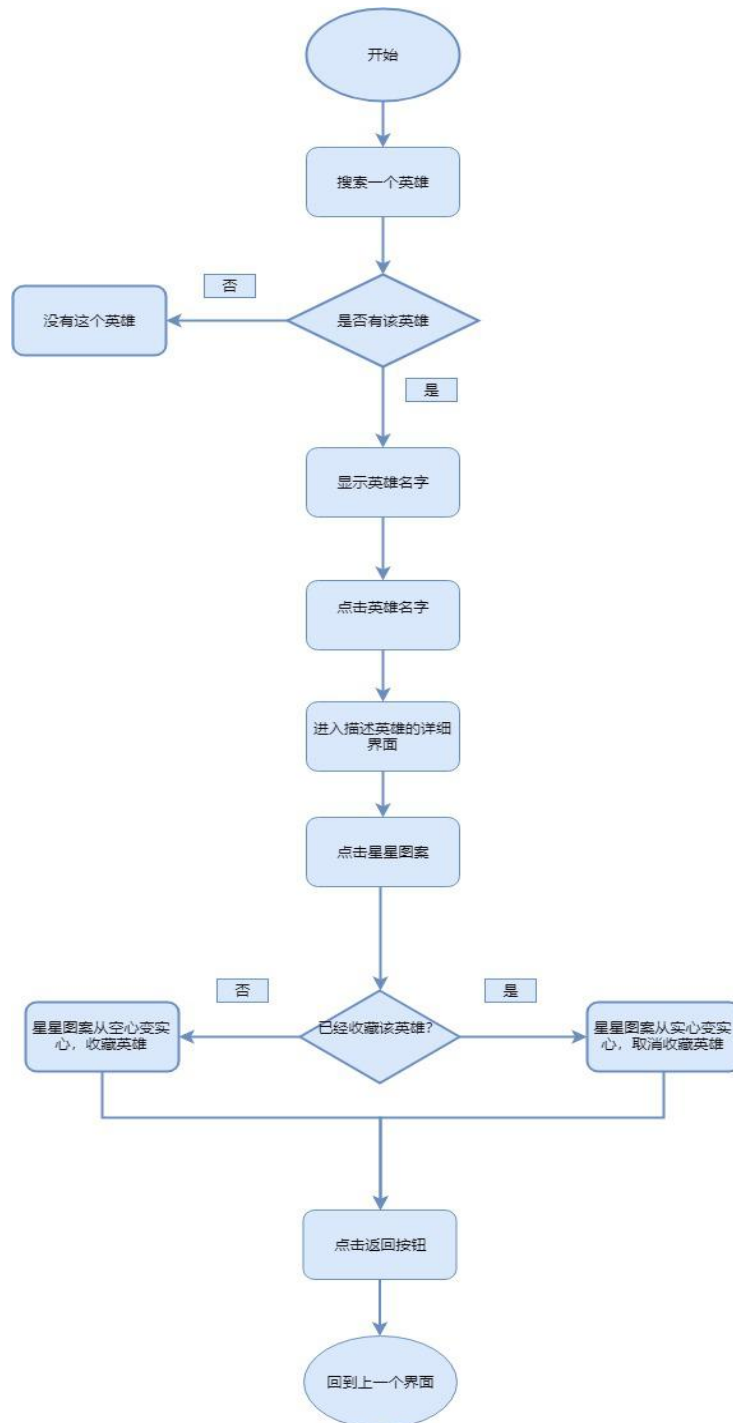 开始
搜索一个英雄
否
没有这个英雄
是否有该英雄
是
显示英雄名字
点击英雄名字
进入描述英雄的详细
界面
点击星星图案
否
是
星星图案从空心变实
心，收藏英雄
已经收藏该英雄？
星星图案从实心变实
心，取消收藏英雄
点击返回按钮
回到上一个界面